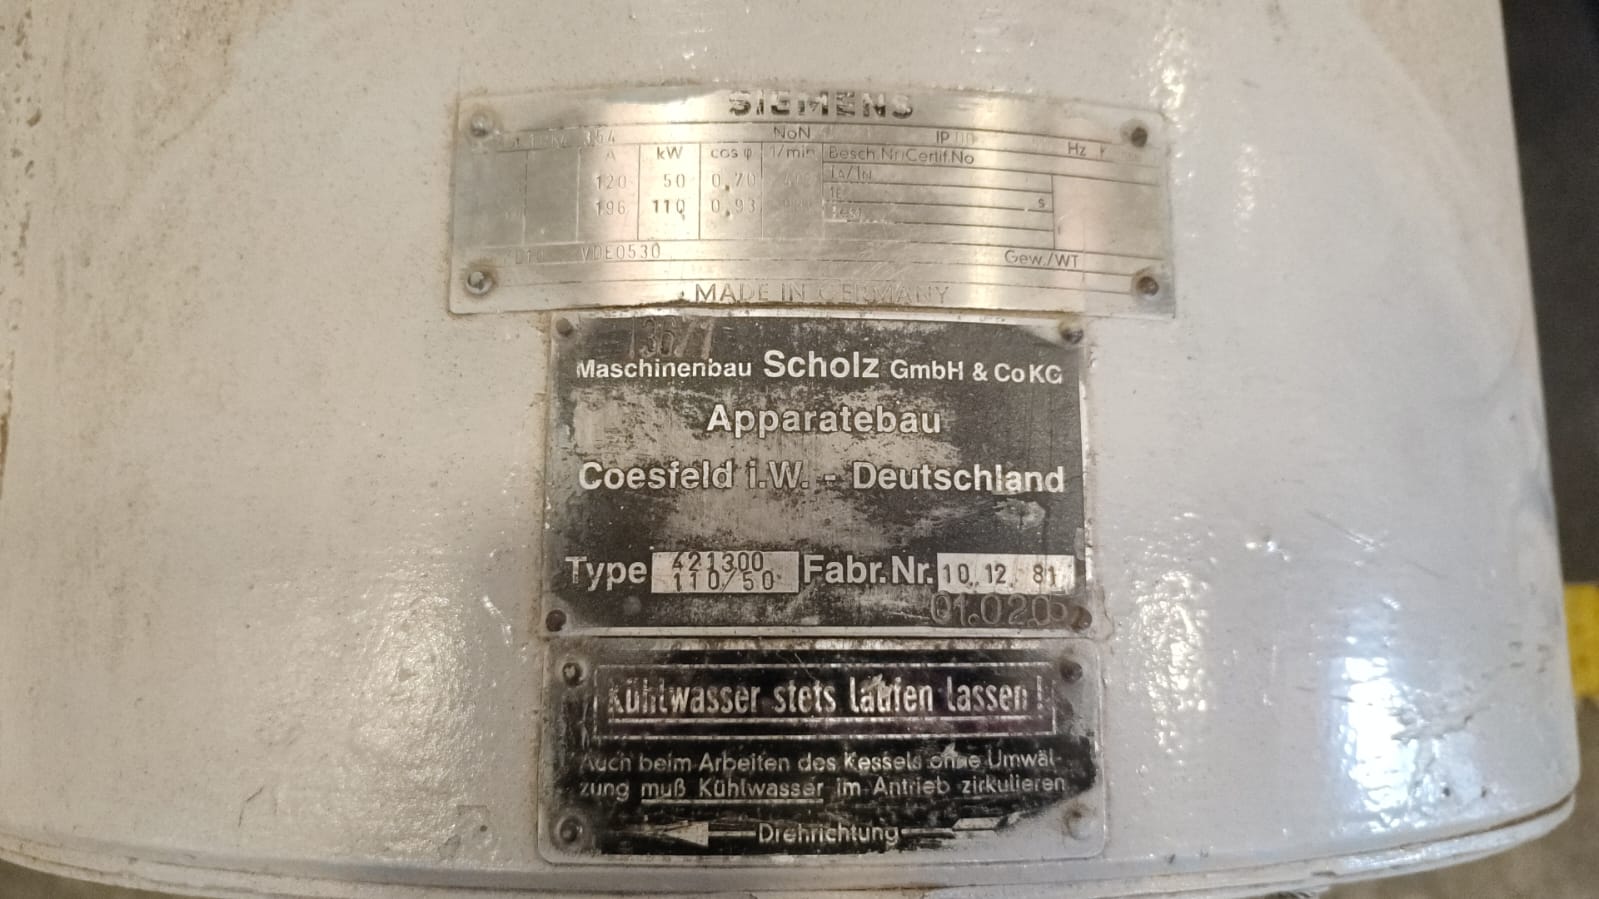 SIEMENS
354 NoN IP 00 Hz
A kW cos φ 1/min Besch.Nr/Certif.No
120 50 0,70 IA/IN
196 110 0,93 s
VDE0530 Gew./WT
MADE IN GERMANY
Maschinenbau Scholz GmbH & Co KG
Apparatebau
Coesfeld i.W. - Deutschland
Type 421300 110/50 Fabr.Nr. 10.12.81
01.020
Kühlwasser stets laufen lassen!
Auch beim Arbeiten des Kessels ohne Umwäl-
zung muß Kühlwasser im Antrieb zirkulieren
Drehrichtung